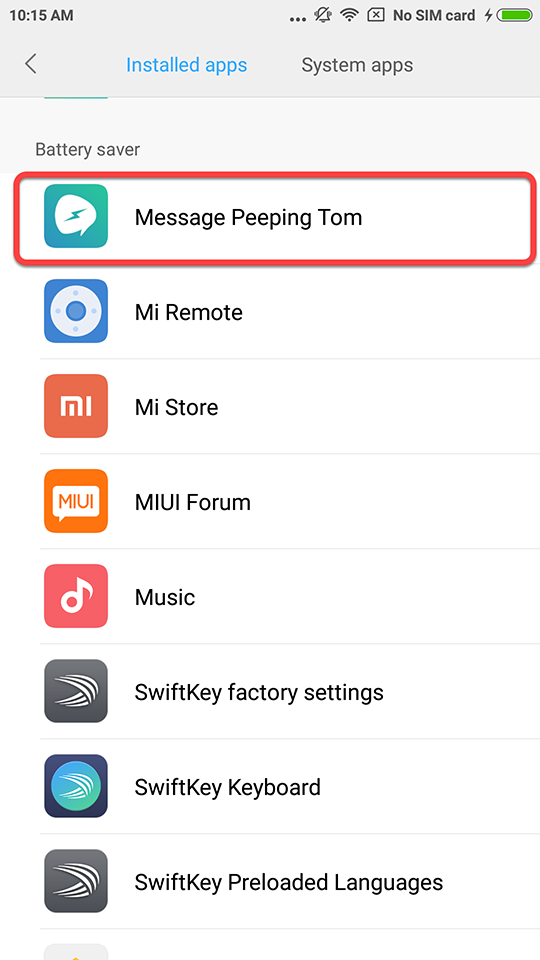 10:15 AM
... No SIM card
Installed apps
System apps
Battery saver
Message Peeping Tom
Mi Remote
MI
Mi Store
MIUI
MIUI Forum
Music
SwiftKey factory settings
SwiftKey Keyboard
SwiftKey Preloaded Languages